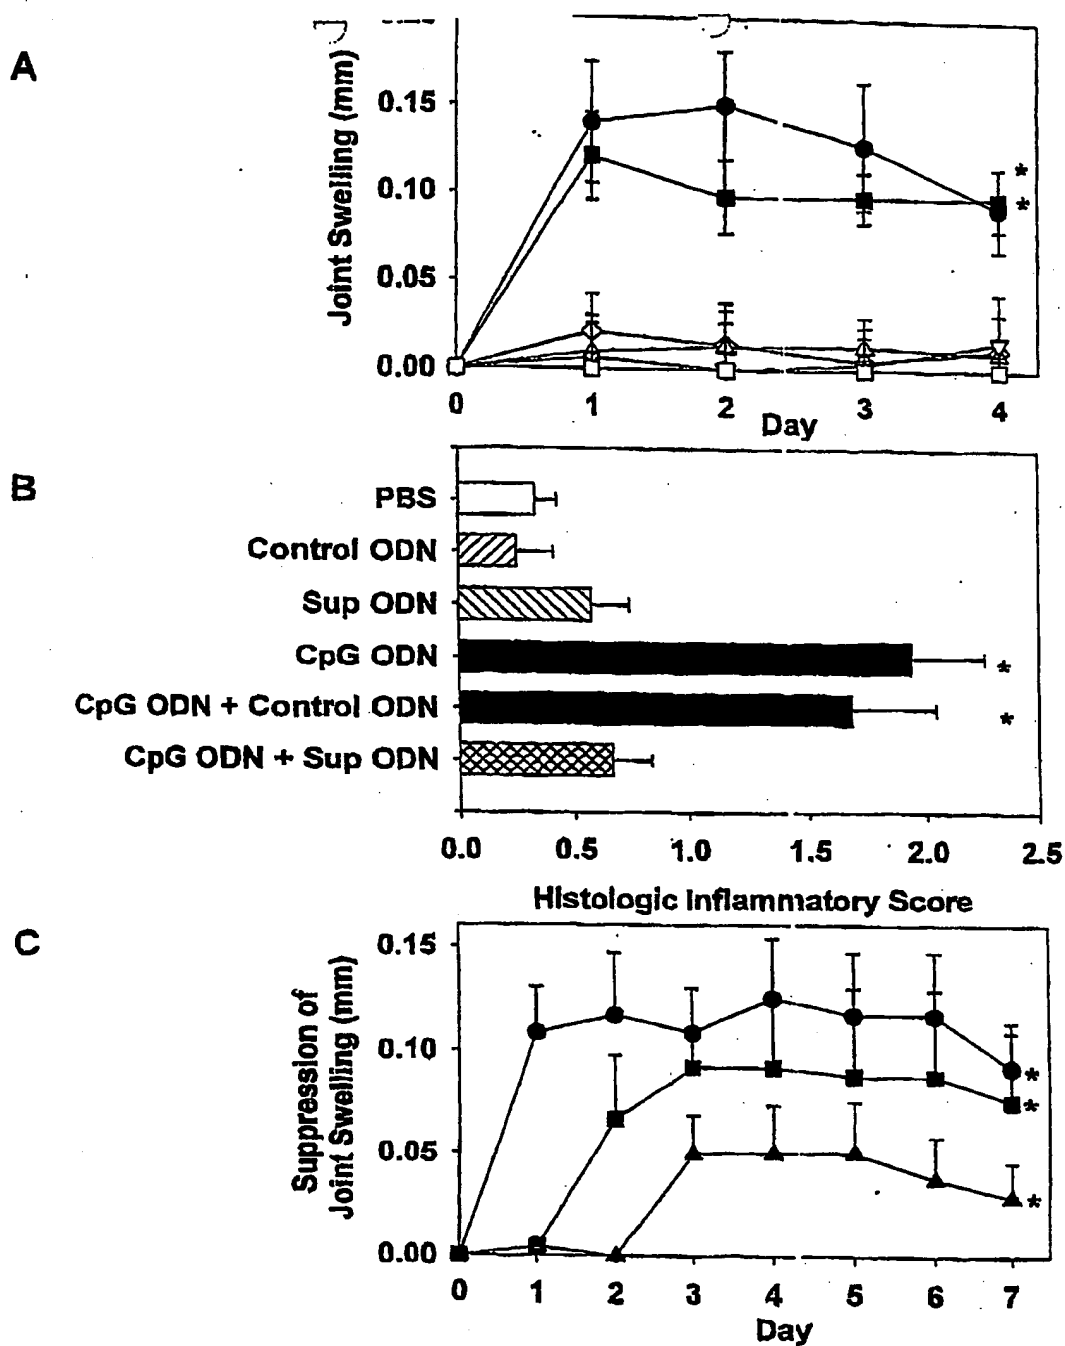 A
Joint Swelling (mm)
0.15
0.10
0.05
0.00
*
*
0 1 2 3 4
Day
B
PBS
Control ODN
Sup ODN
CpG ODN
*
CpG ODN + Control ODN
*
CpG ODN + Sup ODN
0.0 0.5 1.0 1.5 2.0 2.5
Histologic Inflammatory Score
C
Suppression of
Joint Swelling (mm)
0.15
0.10
0.05
0.00
*
*
*
0 1 2 3 4 5 6 7
Day